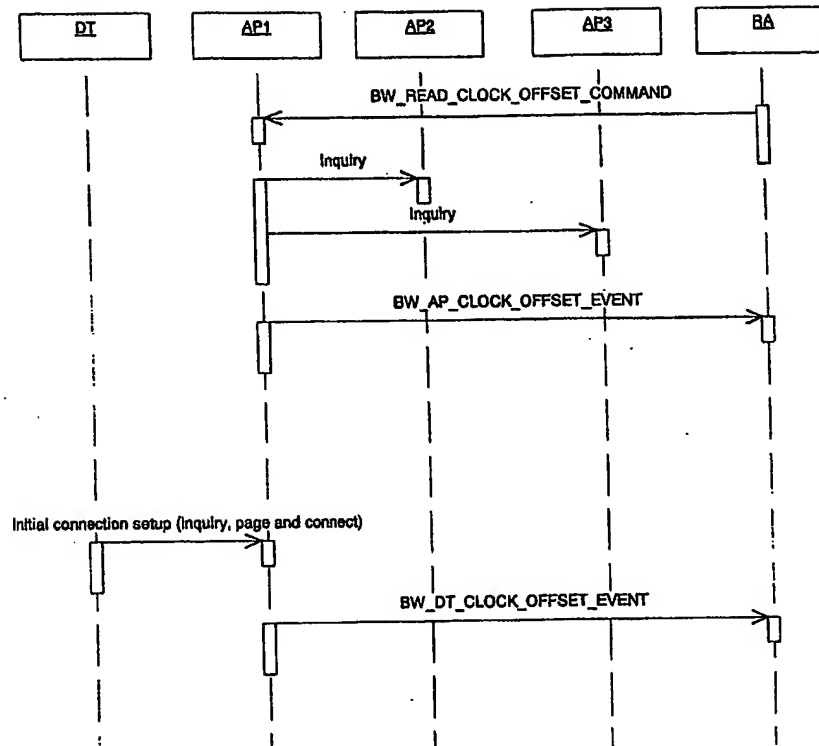 DT AP1 AP2 AP3 RA
BW_READ_CLOCK_OFFSET_COMMAND
Inquiry
Inquiry
BW_AP_CLOCK_OFFSET_EVENT
Initial connection setup (Inquiry, page and connect)
BW_DT_CLOCK_OFFSET_EVENT